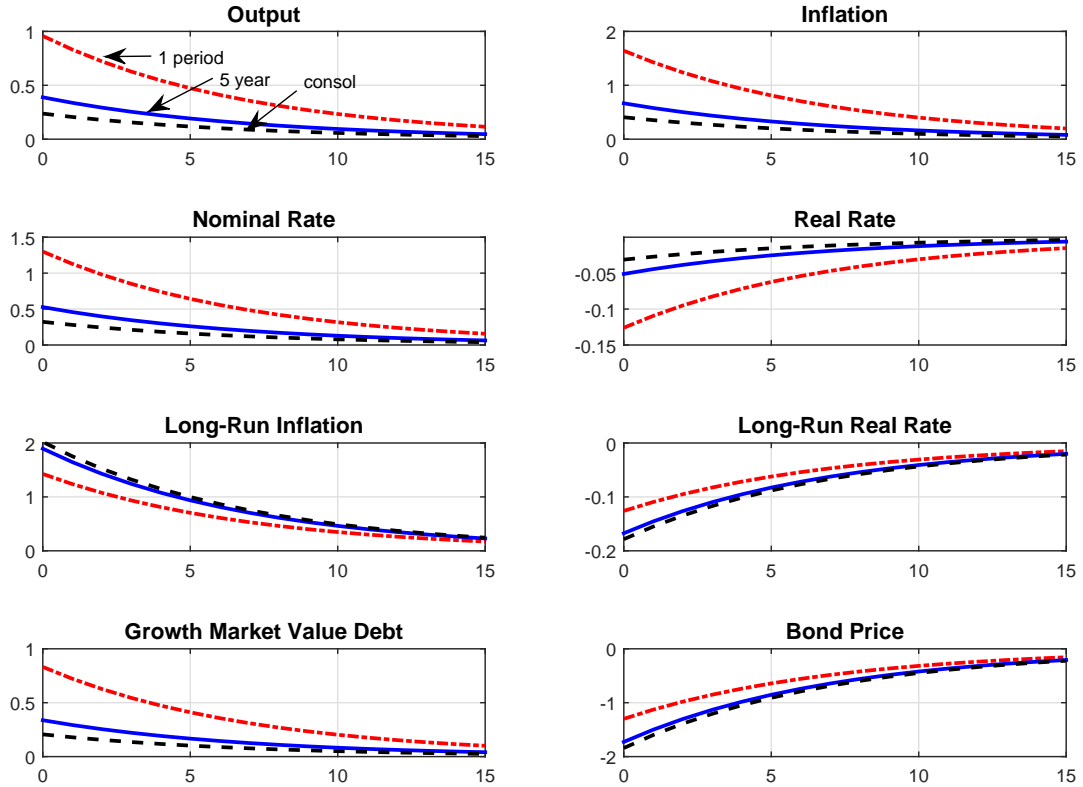 Output
1
0.5
0
0 5 10 15
1 period
5 year
consol
Inflation
2
1
0
0 5 10 15
Nominal Rate
1.5
1
0.5
0
0 5 10 15
Real Rate
-0.05
-0.1
-0.15
0 5 10 15
Long-Run Inflation
2
1
0
0 5 10 15
Long-Run Real Rate
0
-0.1
-0.2
0 5 10 15
Growth Market Value Debt
1
0.5
0
0 5 10 15
Bond Price
0
-1
-2
0 5 10 15